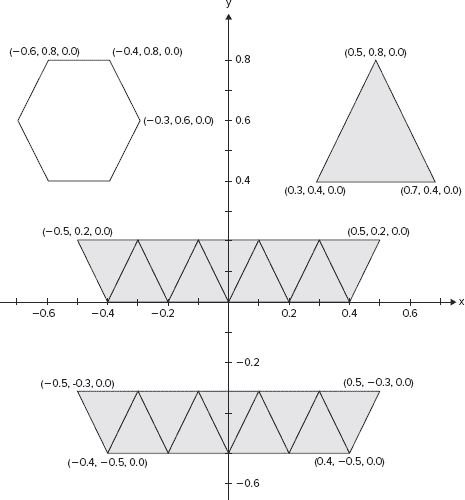 y
(−0.6, 0.8, 0.0) (−0.4, 0.8, 0.0)
(0.5, 0.8, 0.0)
0.8
(−0.3, 0.6, 0.0)
0.6
0.4
(0.3, 0.4, 0.0) (0.7, 0.4, 0.0)
(−0.5, 0.2, 0.0) (0.5, 0.2, 0.0)
x
−0.6 −0.4 −0.2 0.2 0.4 0.6
−0.2
(−0.5, -0.3, 0.0) (0.5, −0.3, 0.0)
(−0.4, −0.5, 0.0) (0.4, −0.5, 0.0)
−0.6